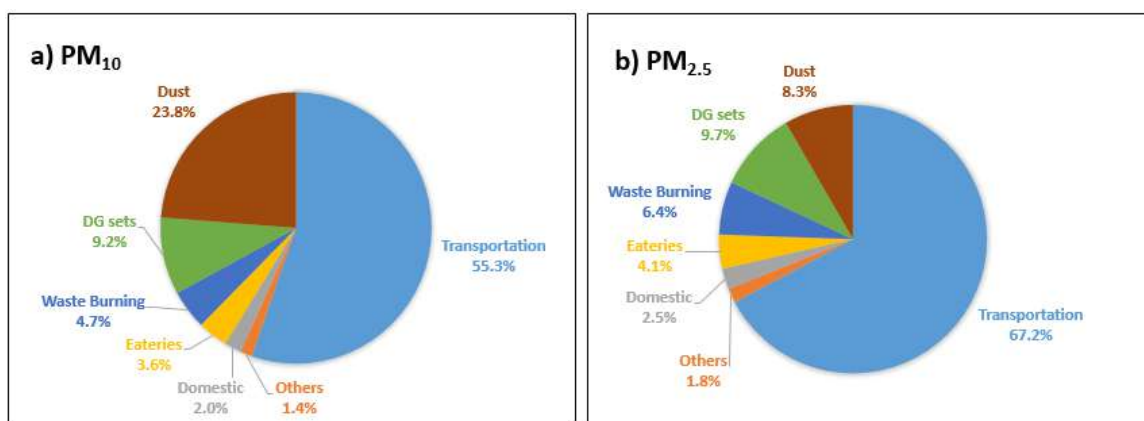 a) PM10
Dust
23.8%
DG sets
9.2%
Waste Burning
4.7%
Eateries
3.6%
Domestic
2.0%
Others
1.4%
Transportation
55.3%
b) PM2.5
Dust
8.3%
DG sets
9.7%
Waste Burning
6.4%
Eateries
4.1%
Domestic
2.5%
Others
1.8%
Transportation
67.2%